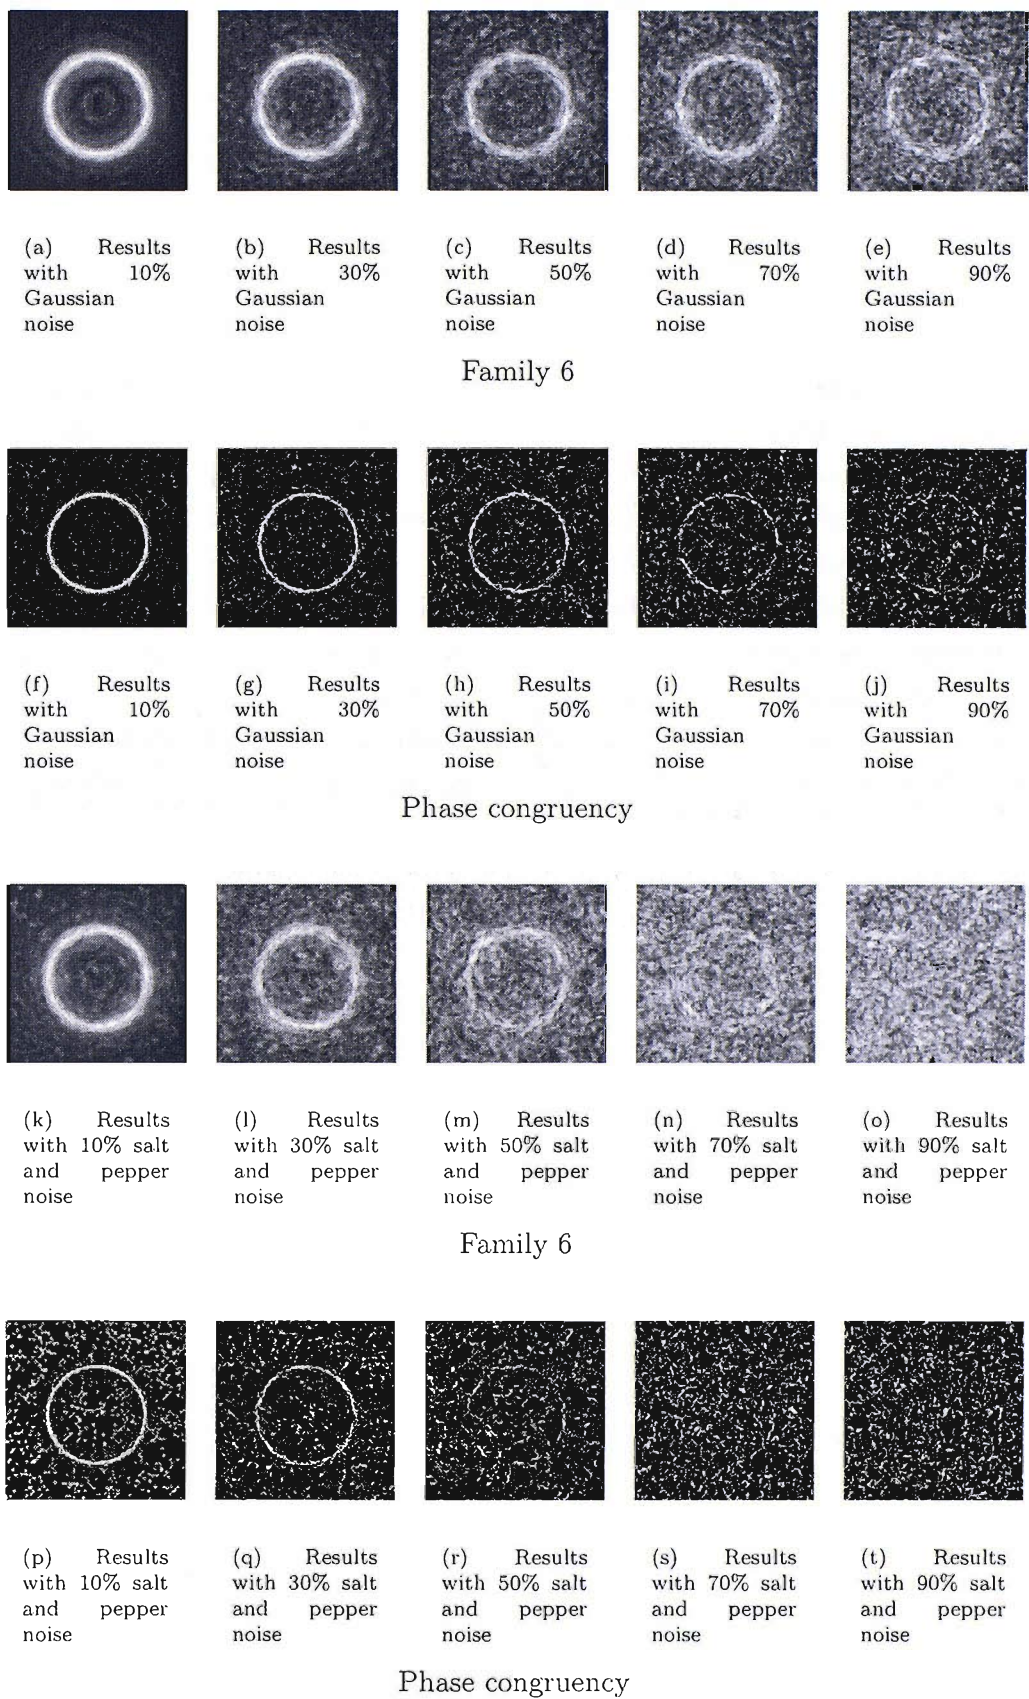 (a) Results
with 10%
Gaussian
noise
(b) Results
with 30%
Gaussian
noise
(c) Results
with 50%
Gaussian
noise
(d) Results
with 70%
Gaussian
noise
(e) Results
with 90%
Gaussian
noise
Family 6
(f) Results
with 10%
Gaussian
noise
(g) Results
with 30%
Gaussian
noise
(h) Results
with 50%
Gaussian
noise
(i) Results
with 70%
Gaussian
noise
(j) Results
with 90%
Gaussian
noise
Phase congruency
(k) Results
with 10% salt
and pepper
noise
(l) Results
with 30% salt
and pepper
noise
(m) Results
with 50% salt
and pepper
noise
(n) Results
with 70% salt
and pepper
noise
(o) Results
with 90% salt
and pepper
noise
Family 6
(p) Results
with 10% salt
and pepper
noise
(q) Results
with 30% salt
and pepper
noise
(r) Results
with 50% salt
and pepper
noise
(s) Results
with 70% salt
and pepper
noise
(t) Results
with 90% salt
and pepper
noise
Phase congruency